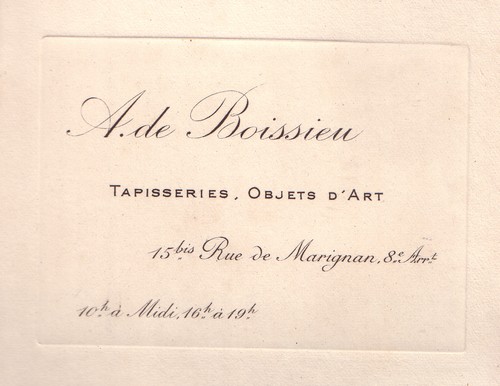 A. de Boissieu
TAPISSERIES, OBJETS D'ART
15bis Rue de Marignan, 8e Arrt
10h à Midi, 16h à 19h